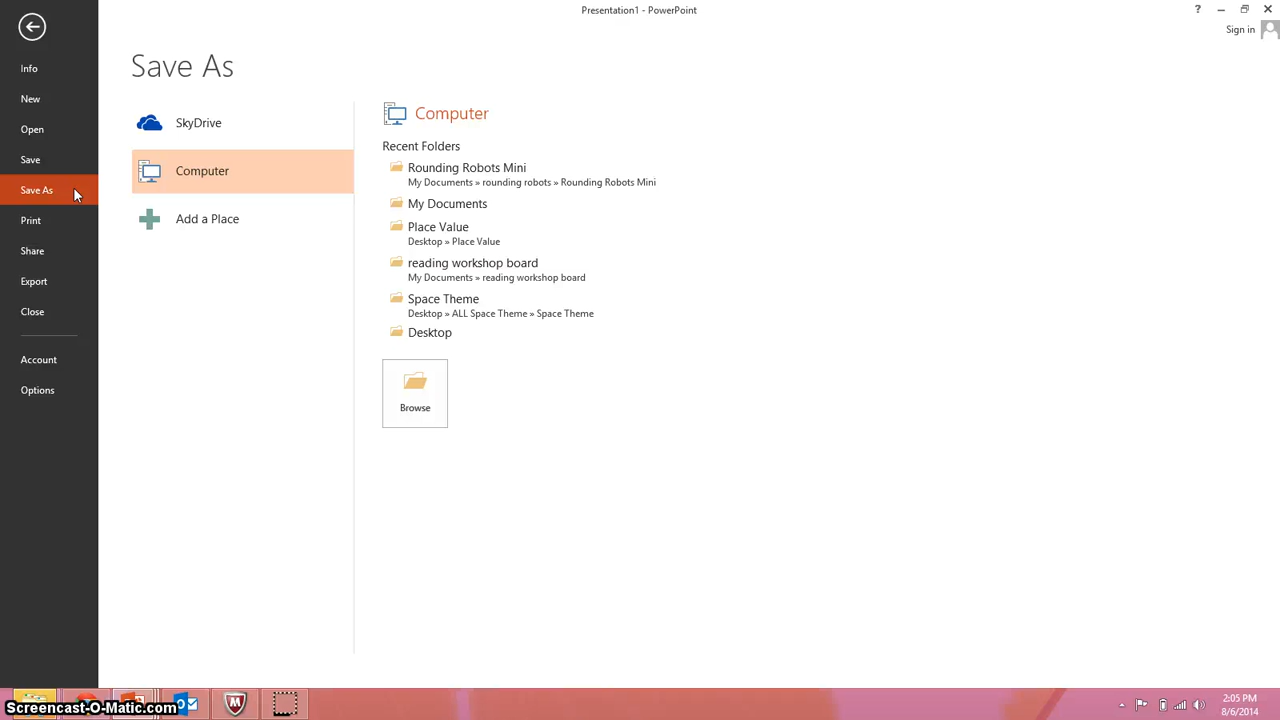 Presentation1 - PowerPoint
?
Sign in
Info
New
Open
Save
Save As
Print
Share
Export
Close
Account
Options
Save As
SkyDrive
Computer
Add a Place
Computer
Recent Folders
Rounding Robots Mini
My Documents » rounding robots » Rounding Robots Mini
My Documents
Place Value
Desktop » Place Value
reading workshop board
My Documents » reading workshop board
Space Theme
Desktop » ALL Space Theme » Space Theme
Desktop
Browse
Screencast-O-Matic.com
2:05 PM
8/6/2014